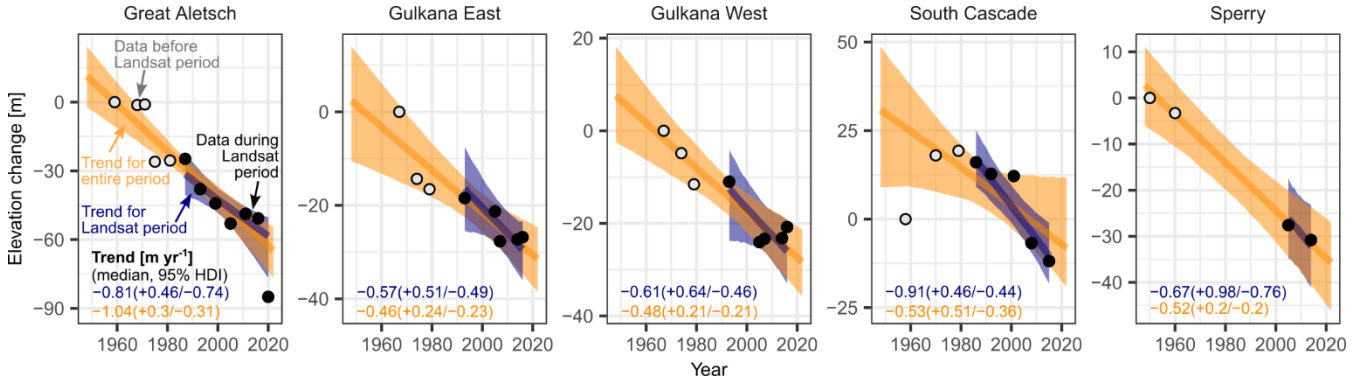 Great Aletsch
Gulkana East
Gulkana West
South Cascade
Sperry
Elevation change [m]
0
−30
−60
−90
Data before
Landsat period
Data during
Landsat
period
Trend for
entire period
Trend for
Landsat period
Trend [m yr⁻¹]
(median, 95% HDI)
−0.81(+0.46/−0.74)
−1.04(+0.3/−0.31)
1960 1980 2000 2020
0
−20
−40
−0.57(+0.51/−0.49)
−0.46(+0.24/−0.23)
1960 1980 2000 2020
20
0
−20
−40
−0.61(+0.64/−0.46)
−0.48(+0.21/−0.21)
1960 1980 2000 2020
50
25
0
−25
−0.91(+0.46/−0.44)
−0.53(+0.51/−0.36)
1960 1980 2000 2020
10
0
−10
−20
−30
−40
−50
−0.67(+0.98/−0.76)
−0.52(+0.2/−0.2)
1960 1980 2000 2020
Year